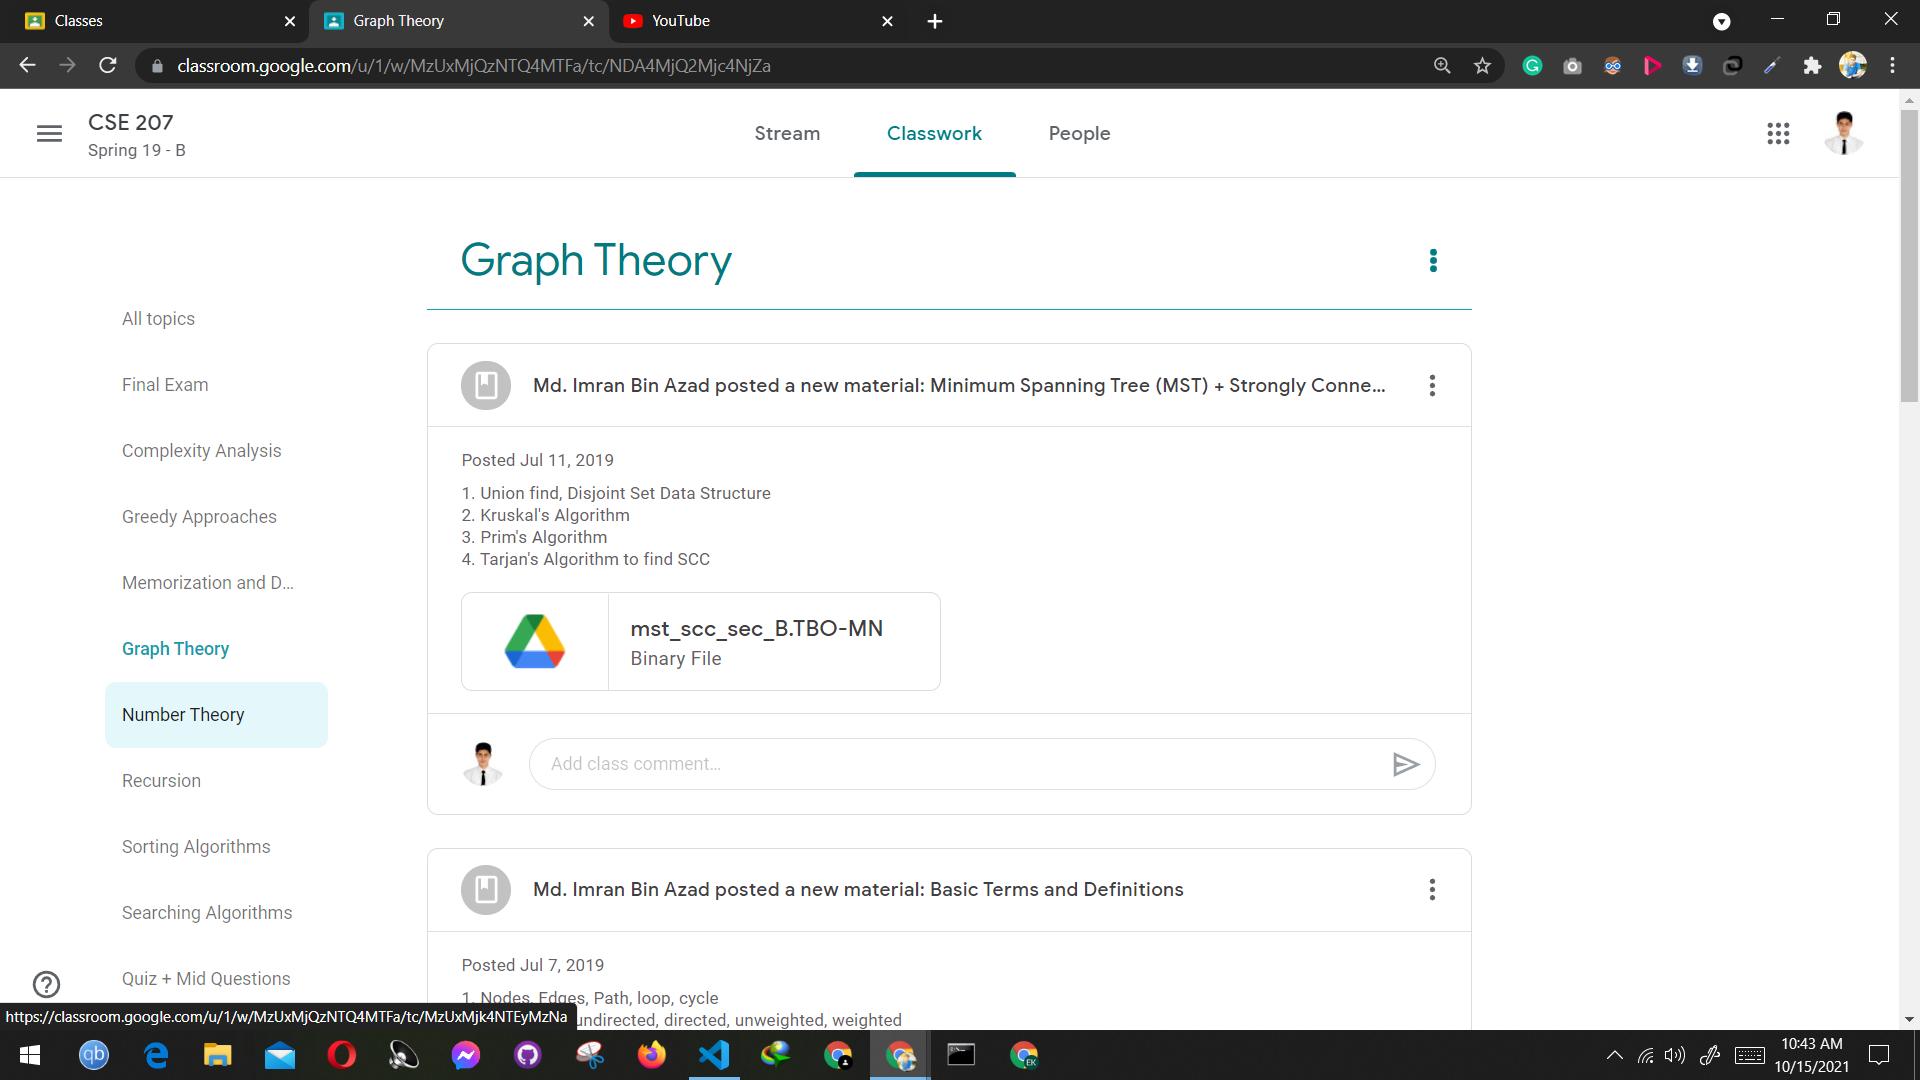 Classes
Graph Theory
YouTube
classroom.google.com/u/1/w/MzUxMjQzNTQ4MTFa/tc/NDA4MjQ2Mjc4NjZa
CSE 207
Spring 19 - B
Stream
Classwork
People
Graph Theory
All topics
Final Exam
Complexity Analysis
Greedy Approaches
Memorization and D...
Graph Theory
Number Theory
Recursion
Sorting Algorithms
Searching Algorithms
Quiz + Mid Questions
Md. Imran Bin Azad posted a new material: Minimum Spanning Tree (MST) + Strongly Conne...
Posted Jul 11, 2019
1. Union find, Disjoint Set Data Structure
2. Kruskal's Algorithm
3. Prim's Algorithm
4. Tarjan's Algorithm to find SCC
mst_scc_sec_B.TBO-MN
Binary File
Add class comment...
Md. Imran Bin Azad posted a new material: Basic Terms and Definitions
Posted Jul 7, 2019
1. Nodes, Edges, Path, loop, cycle
undirected, directed, unweighted, weighted
https://classroom.google.com/u/1/w/MzUxMjQzNTQ4MTFa/tc/MzUxMjk4NTEyMzNa
qb
EK
10:43 AM
10/15/2021